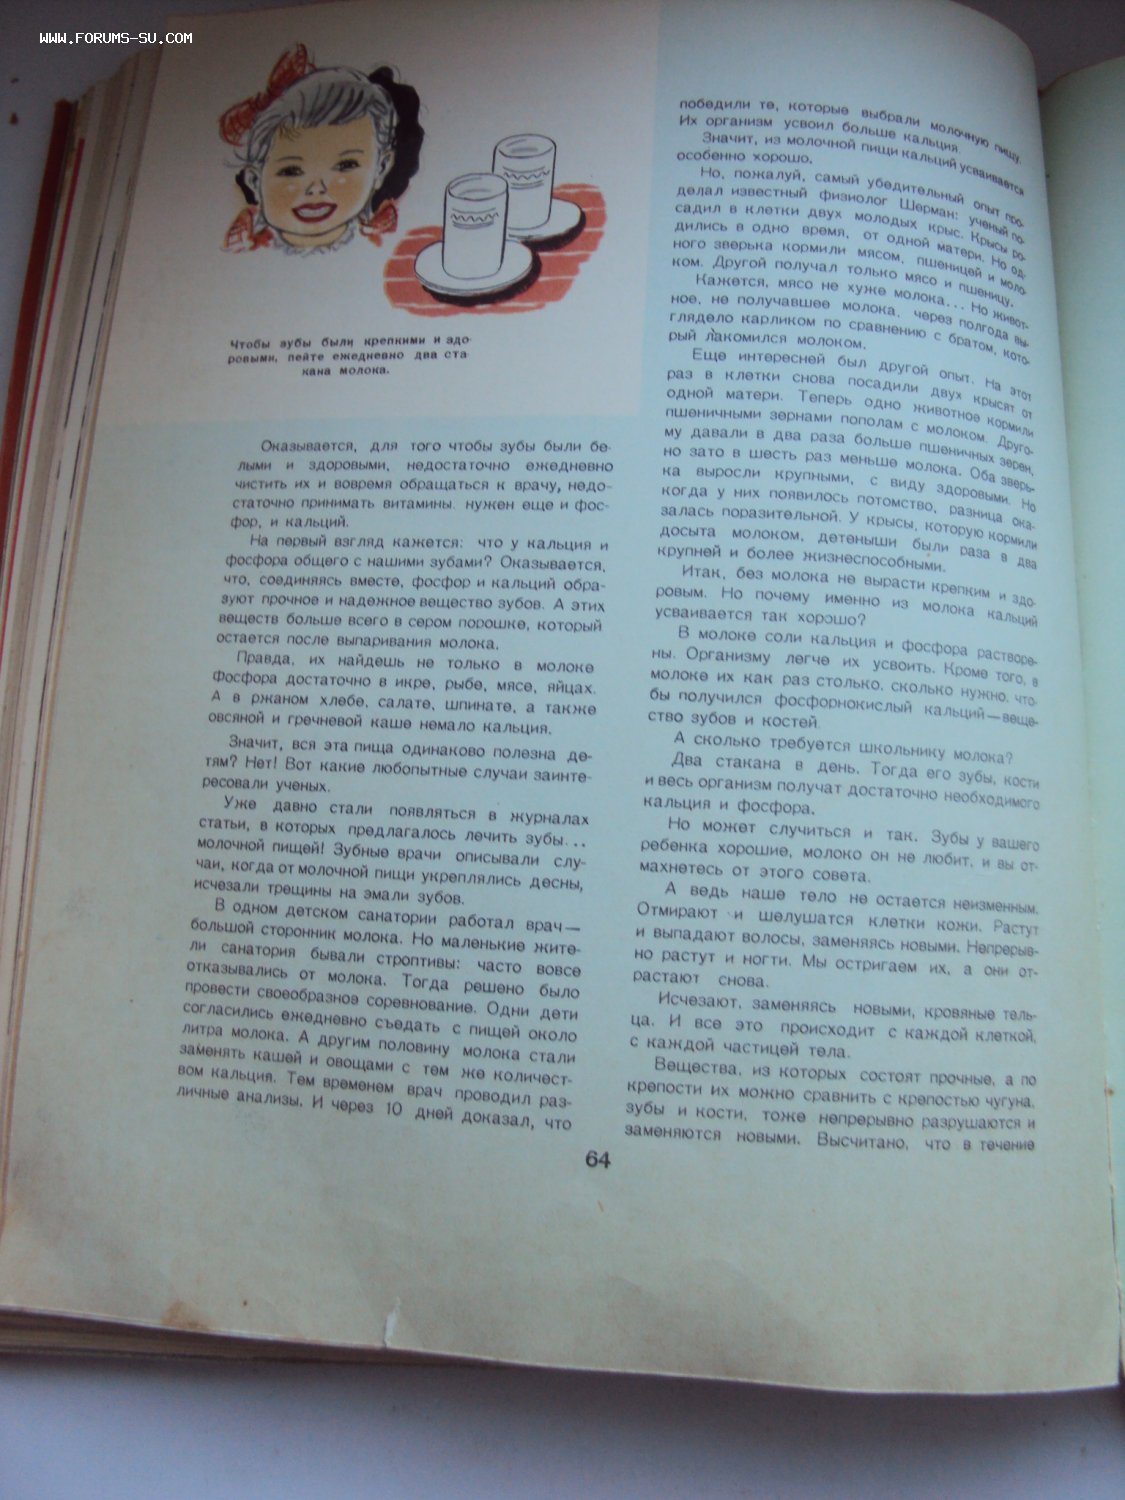 WWW.FORUMS-SU.COM
Чтобы зубы были крепкими и здо-
ровыми, пейте ежедневно два ста-
кана молока.
Оказывается, для того чтобы зубы были бе-
лыми и здоровыми, недостаточно ежедневно
чистить их и вовремя обращаться к врачу, недо-
статочно принимать витамины. нужен еще и фос-
фор, и кальций.
На первый взгляд кажется: что у кальция и
фосфора общего с нашими зубами? Оказывается,
что, соединяясь вместе, фосфор и кальций обра-
зуют прочное и надежное вещество зубов. А этих
веществ больше всего в сером порошке, который
остается после выпаривания молока.
Правда, их найдешь не только в молоке
Фосфора достаточно в икре, рыбе, мясе, яйцах.
А в ржаном хлебе, салате, шпинате, а также
овсяной и гречневой каше немало кальция.
Значит, вся эта пища одинаково полезна де-
тям? Нет! Вот какие любопытные случаи заинте-
ресовали ученых.
Уже давно стали появляться в журналах
статьи, в которых предлагалось лечить зубы...
молочной пищей! Зубные врачи описывали слу-
чаи, когда от молочной пищи укреплялись десны,
исчезали трещины на эмали зубов.
В одном детском санатории работал врач—
большой сторонник молока. Но маленькие жите-
ли санатория бывали строптивы: часто вовсе
отказывались от молока. Тогда решено было
провести своеобразное соревнование. Одни дети
согласились ежедневно съедать с пищей около
литра молока. А другим половину молока стали
заменять кашей и овощами с тем же количест-
вом кальция. Тем временем врач проводил раз-
личные анализы. И через 10 дней доказал, что
победили те, которые выбрали молочную пищу.
Их организм усвоил больше кальция.
Значит, из молочной пищи кальций усваивается
особенно хорошо.
Но, пожалуй, самый убедительный опыт про-
делал известный физиолог Шерман: ученый по-
садил в клетки двух молодых крыс. Крысы ро-
дились в одно время, от одной матери. Но од-
ного зверька кормили мясом, пшеницей и моло-
ком. Другой получал только мясо и пшеницу.
Кажется, мясо не хуже молока... Но живот-
ное, не получавшее молока, через полгода вы-
глядело карликом по сравнению с братом, кото-
рый лакомился молоком.
Еще интересней был другой опыт. На этот
раз в клетки снова посадили двух крысят от
одной матери. Теперь одно животное кормили
пшеничными зернами пополам с молоком. Друго-
му давали в два раза больше пшеничных зерен,
но зато в шесть раз меньше молока. Оба зверь-
ка выросли крупными, с виду здоровыми. Но
когда у них появилось потомство, разница ока-
залась поразительной. У крысы, которую кормили
досыта молоком, детеныши были раза в два
крупней и более жизнеспособными.
Итак, без молока не вырасти крепким и здо-
ровым. Но почему именно из молока кальций
усваивается так хорошо?
В молоке соли кальция и фосфора растворе-
ны. Организму легче их усвоить. Кроме того, в
молоке их как раз столько, сколько нужно, что-
бы получился фосфорнокислый кальций—веще-
ство зубов и костей.
А сколько требуется школьнику молока?
Два стакана в день. Тогда его зубы, кости
и весь организм получат достаточно необходимого
кальция и фосфора.
Но может случиться и так. Зубы у вашего
ребенка хорошие, молоко он не любит, и вы от-
махнетесь от этого совета.
А ведь наше тело не остается неизменным.
Отмирают и шелушатся клетки кожи. Растут
и выпадают волосы, заменяясь новыми. Непрерыв-
но растут и ногти. Мы остригаем их, а они от-
растают снова.
Исчезают, заменяясь новыми, кровяные тель-
ца. И все это происходит с каждой клеткой,
с каждой частицей тела.
Вещества, из которых состоят прочные, а по
крепости их можно сравнить с крепостью чугуна,
зубы и кости, тоже непрерывно разрушаются и
заменяются новыми. Высчитано, что в течение
64